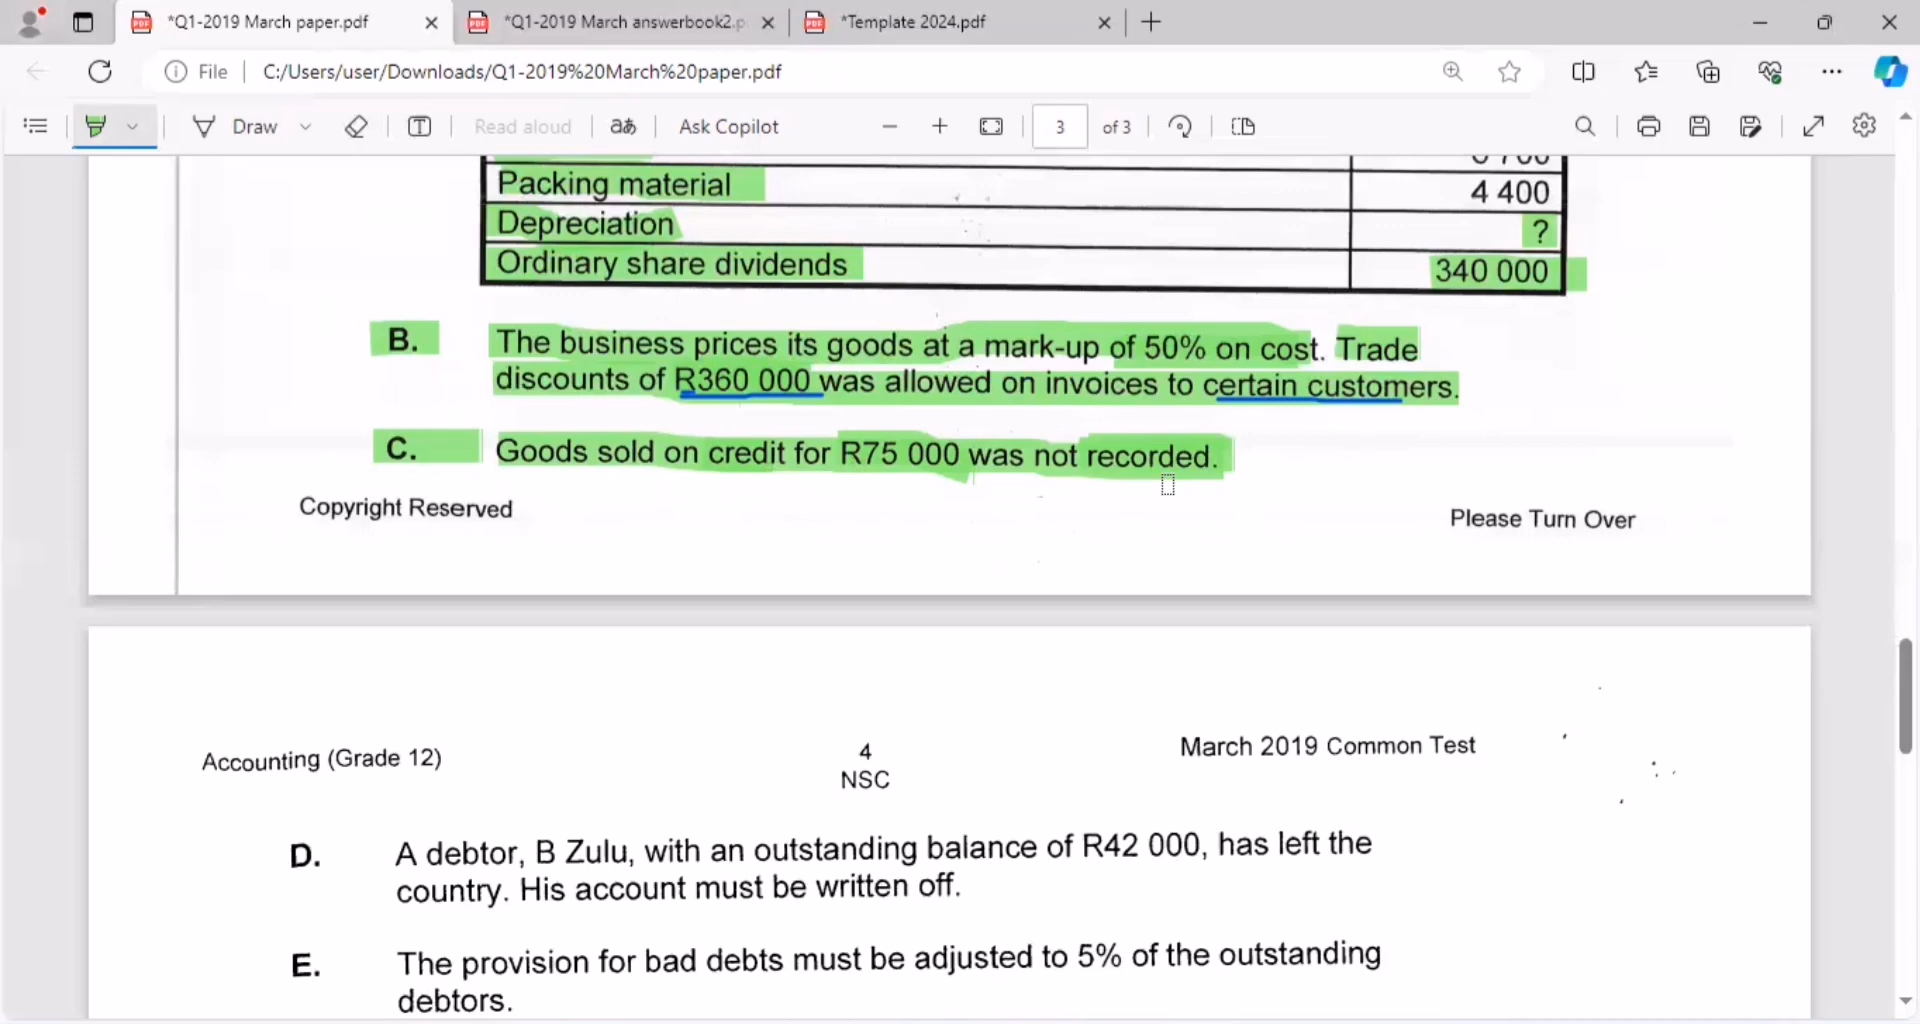 *Q1-2019 March paper.pdf
*Q1-2019 March answerbook2.p
*Template 2024.pdf
File
C:/Users/user/Downloads/Q1-2019%20March%20paper.pdf
Draw
Read aloud
aあ
Ask Copilot
3
of 3
Packing material 4 400
Depreciation ?
Ordinary share dividends 340 000
B. The business prices its goods at a mark-up of 50% on cost. Trade
discounts of R360 000 was allowed on invoices to certain customers.
C. Goods sold on credit for R75 000 was not recorded.
Copyright Reserved
Please Turn Over
Accounting (Grade 12)
4
NSC
March 2019 Common Test
D. A debtor, B Zulu, with an outstanding balance of R42 000, has left the
country. His account must be written off.
E. The provision for bad debts must be adjusted to 5% of the outstanding
debtors.